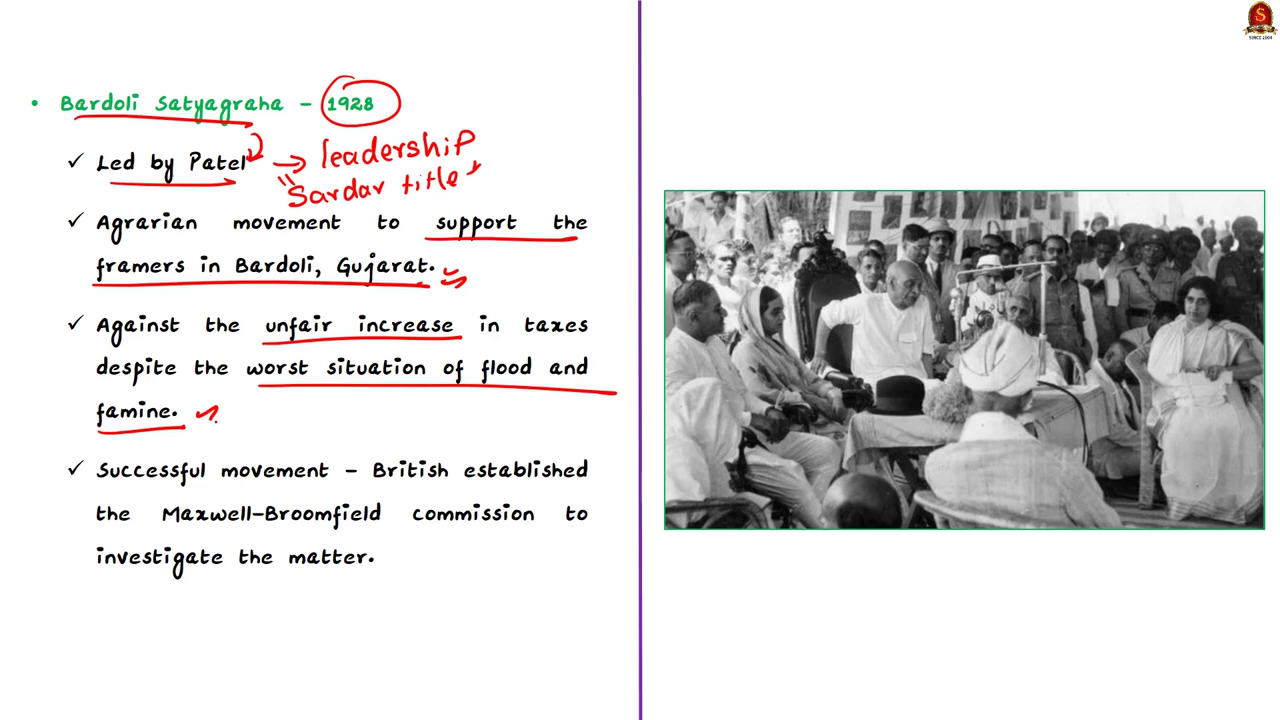 • Bardoli Satyagraha – 1928
✓ Led by Patel → leadership
"Sardar title"
✓ Agrarian movement to support the
framers in Bardoli, Gujarat.
✓ Against the unfair increase in taxes
despite the worst situation of flood and
famine.
✓ Successful movement – British established
the Maxwell-Broomfield commission to
investigate the matter.
S
SINCE 2004